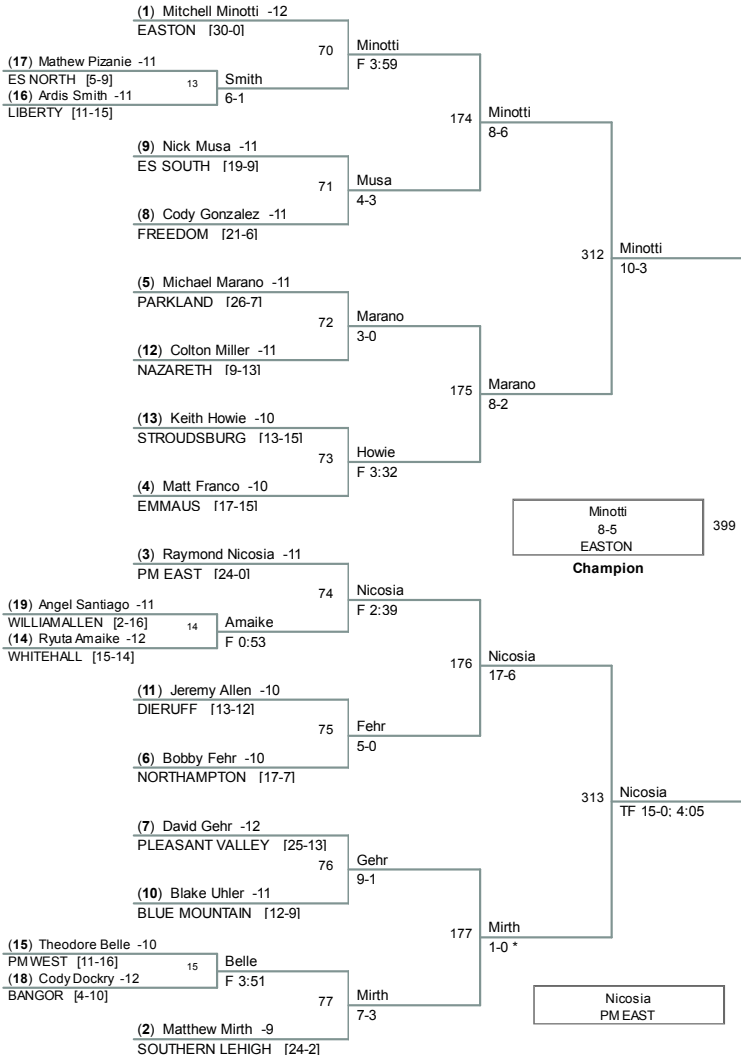 (1) Mitchell Minotti -12
EASTON [30-0]
70
Minotti
F 3:59
(17) Mathew Pizanie -11
ES NORTH [5-9]
13
Smith
6-1
(16) Ardis Smith -11
LIBERTY [11-15]
174
Minotti
8-6
(9) Nick Musa -11
ES SOUTH [19-9]
71
Musa
4-3
(8) Cody Gonzalez -11
FREEDOM [21-6]
312
Minotti
10-3
(5) Michael Marano -11
PARKLAND [26-7]
72
Marano
3-0
(12) Colton Miller -11
NAZARETH [9-13]
175
Marano
8-2
(13) Keith Howie -10
STROUDSBURG [13-15]
73
Howie
F 3:32
(4) Matt Franco -10
EMMAUS [17-15]
Minotti
8-5
EASTON
399
Champion
(3) Raymond Nicosia -11
PM EAST [24-0]
74
Nicosia
F 2:39
(19) Angel Santiago -11
WILLIAMALLEN [2-16]
14
Amaike
F 0:53
(14) Ryuta Amaike -12
WHITEHALL [15-14]
176
Nicosia
17-6
(11) Jeremy Allen -10
DIERUFF [13-12]
75
Fehr
5-0
(6) Bobby Fehr -10
NORTHAMPTON [17-7]
313
Nicosia
TF 15-0; 4:05
(7) David Gehr -12
PLEASANT VALLEY [25-13]
76
Gehr
9-1
(10) Blake Uhler -11
BLUE MOUNTAIN [12-9]
177
Mirth
1-0 *
(15) Theodore Belle -10
PM WEST [11-16]
15
Belle
F 3:51
(18) Cody Dockry -12
BANGOR [4-10]
77
Mirth
7-3
(2) Matthew Mirth -9
SOUTHERN LEHIGH [24-2]
Nicosia
PM EAST